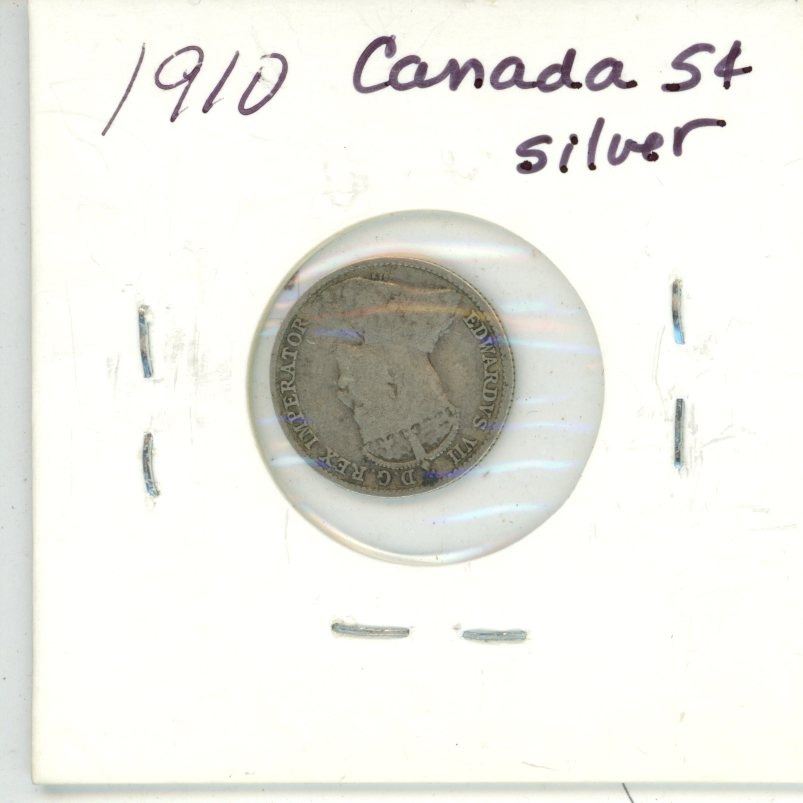 1910 Canada 5¢
silver
EDWARDVS VII D. G. REX IMPERATOR